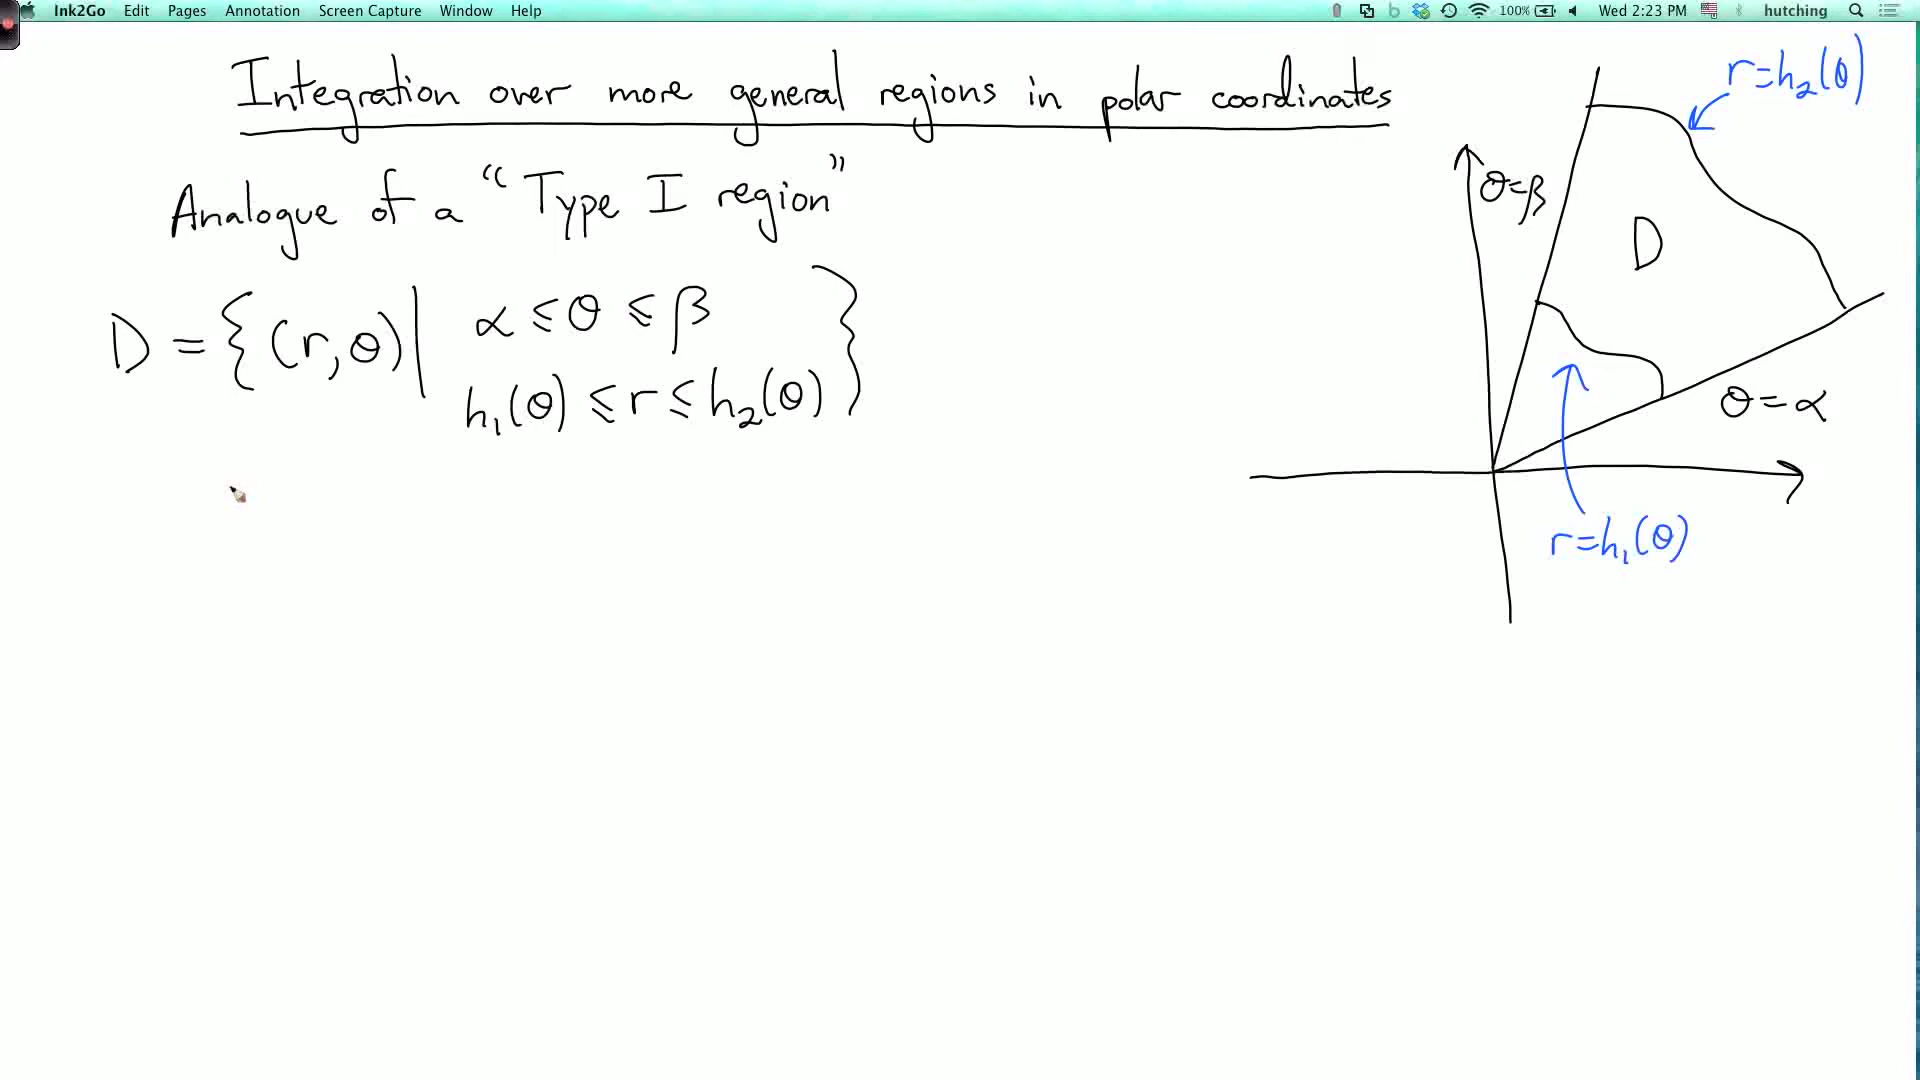 Ink2Go Edit Pages Annotation Screen Capture Window Help 100% Wed 2:23 PM hutching
Integration over more general regions in polar coordinates
Analogue of a "Type I region"
D = {(r,θ) | α ≤ θ ≤ β
h₁(θ) ≤ r ≤ h₂(θ)}
r=h₂(θ)
θ=β
D
θ=α
r=h₁(θ)